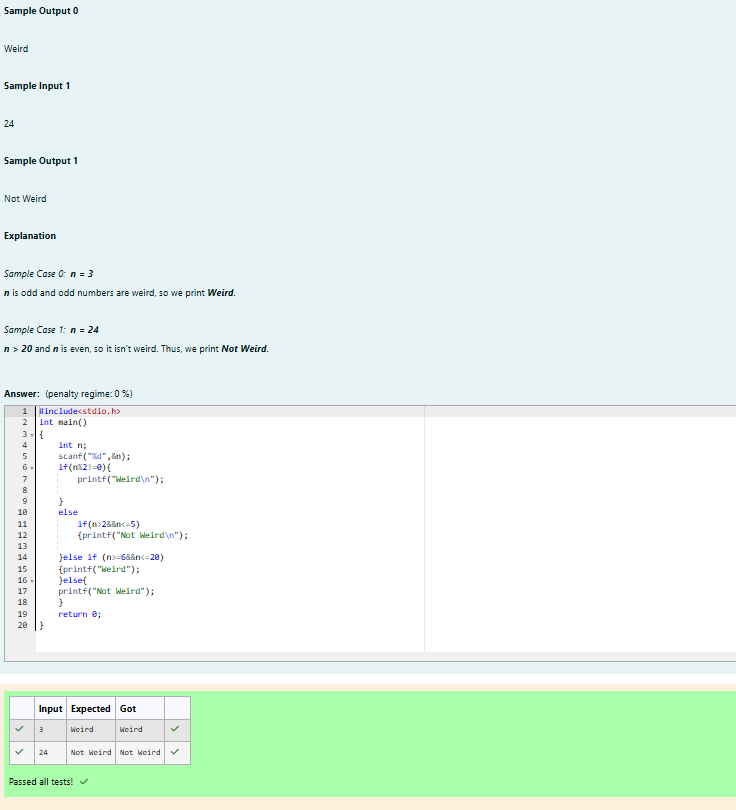 Sample Output 0
Weird
Sample Input 1
24
Sample Output 1
Not Weird
Explanation
Sample Case 0: n = 3
n is odd and odd numbers are weird, so we print Weird.
Sample Case 1: n = 24
n > 20 and n is even, so it isn't weird. Thus, we print Not Weird.
Answer: (penalty regime: 0 %)
1 #include<stdio.h>
2 int main()
3 {
4 int n;
5 scanf("%d",&n);
6 if(n%2!=0){
7 printf("Weird\n");
8
9 }
10 else
11 if(n>2&&n<=5)
12 {printf("Not Weird\n");
13
14 }else if (n>=6&&n<=20)
15 {printf("Weird");
16 }else{
17 printf("Not Weird");
18 }
19 return 0;
20 }
Input Expected Got
3 Weird Weird
24 Not Weird Not Weird
Passed all tests!